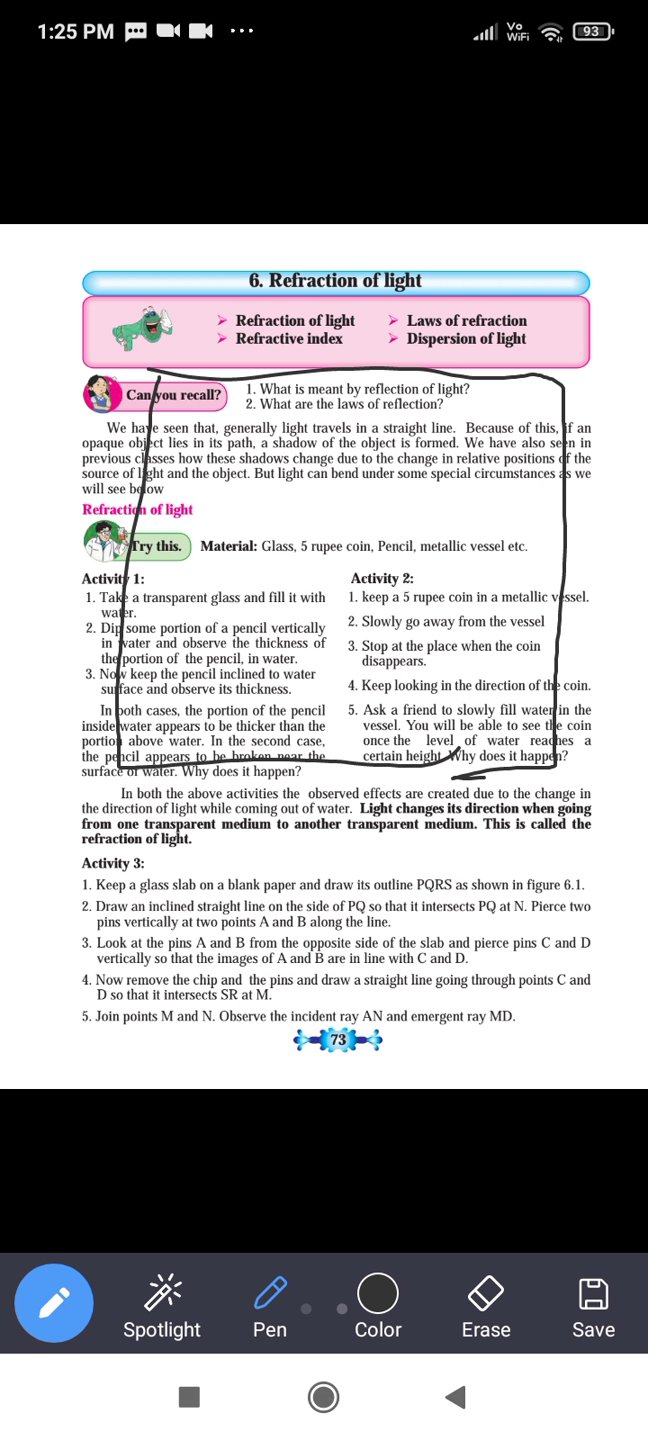 1:25 PM
Vo
WiFi
93
6. Refraction of light
➢ Refraction of light ➢ Laws of refraction
➢ Refractive index ➢ Dispersion of light
Can you recall?
1. What is meant by reflection of light?
2. What are the laws of reflection?
We have seen that, generally light travels in a straight line. Because of this, if an
opaque object lies in its path, a shadow of the object is formed. We have also seen in
previous classes how these shadows change due to the change in relative positions of the
source of light and the object. But light can bend under some special circumstances as we
will see below
Refraction of light
Try this.
Material: Glass, 5 rupee coin, Pencil, metallic vessel etc.
Activity 1:
1. Take a transparent glass and fill it with
water.
2. Dip some portion of a pencil vertically
in water and observe the thickness of
the portion of the pencil, in water.
3. Now keep the pencil inclined to water
surface and observe its thickness.
In both cases, the portion of the pencil
inside water appears to be thicker than the
portion above water. In the second case,
the pencil appears to be broken near the
surface of water. Why does it happen?
Activity 2:
1. keep a 5 rupee coin in a metallic vessel.
2. Slowly go away from the vessel
3. Stop at the place when the coin
disappears.
4. Keep looking in the direction of the coin.
5. Ask a friend to slowly fill water in the
vessel. You will be able to see the coin
once the level of water reaches a
certain height. Why does it happen?
In both the above activities the observed effects are created due to the change in
the direction of light while coming out of water. Light changes its direction when going
from one transparent medium to another transparent medium. This is called the
refraction of light.
Activity 3:
1. Keep a glass slab on a blank paper and draw its outline PQRS as shown in figure 6.1.
2. Draw an inclined straight line on the side of PQ so that it intersects PQ at N. Pierce two
pins vertically at two points A and B along the line.
3. Look at the pins A and B from the opposite side of the slab and pierce pins C and D
vertically so that the images of A and B are in line with C and D.
4. Now remove the chip and the pins and draw a straight line going through points C and
D so that it intersects SR at M.
5. Join points M and N. Observe the incident ray AN and emergent ray MD.
73
Spotlight
Pen
Color
Erase
Save